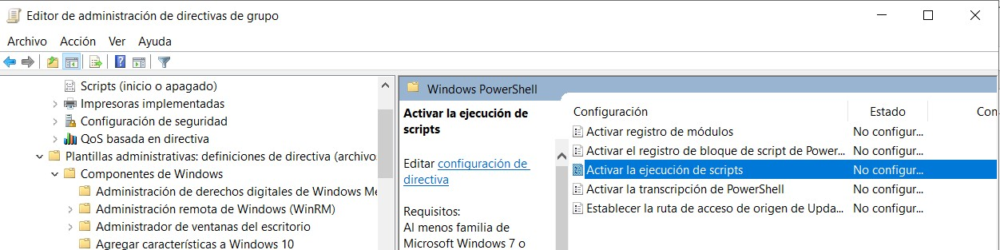 Editor de administración de directivas de grupo
Archivo Acción Ver Ayuda
Scripts (inicio o apagado)
Impresoras implementadas
Configuración de seguridad
QoS basada en directiva
Plantillas administrativas: definiciones de directiva (archivo
Componentes de Windows
Administración de derechos digitales de Windows Me
Administración remota de Windows (WinRM)
Administrador de ventanas del escritorio
Agregar características a Windows 10
Windows PowerShell
Activar la ejecución de
scripts
Editar configuración de
directiva
Requisitos:
Al menos familia de
Microsoft Windows 7 o
Configuración Estado Con
Activar registro de módulos No configur...
Activar el registro de bloque de script de Power... No configur...
Activar la ejecución de scripts No configur...
Activar la transcripción de PowerShell No configur...
Establecer la ruta de acceso de origen de Upda... No configur...